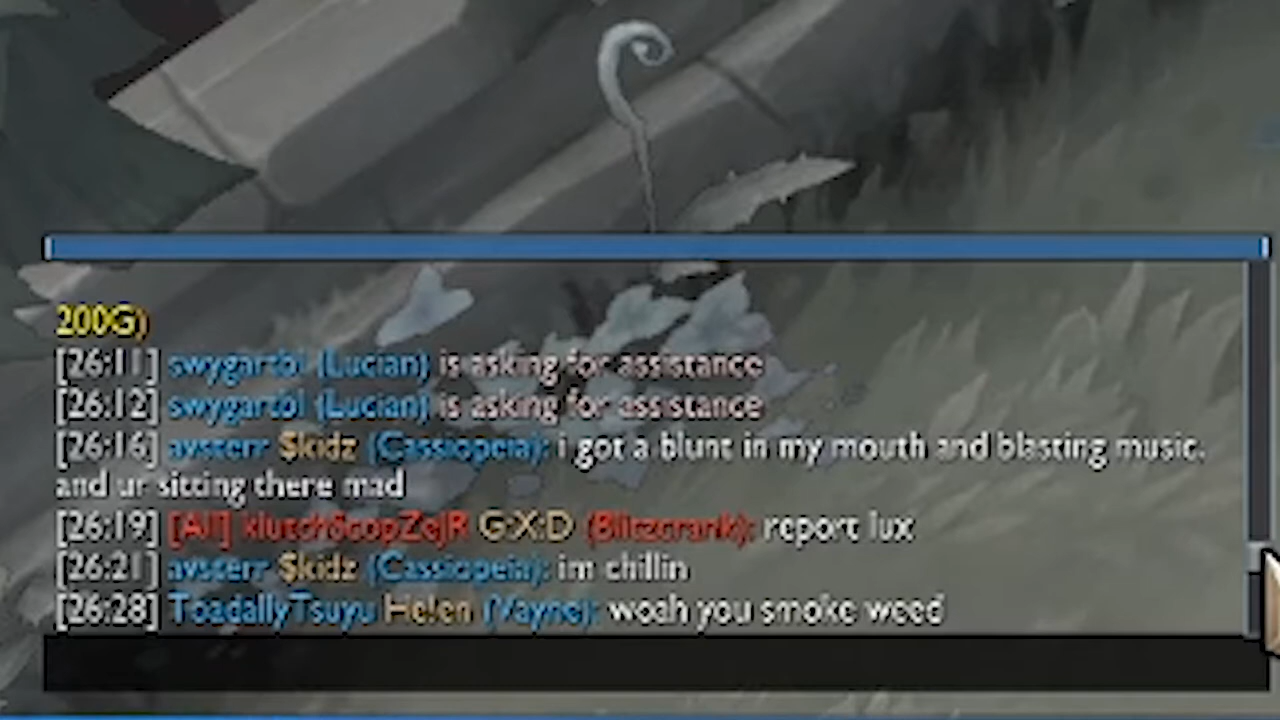 200G)
[26:11] (Lucian) is asking for assistance
[26:12] (Lucian) is asking for assistance
[26:16] avsterr $kidz (Cassiopeia): i got a blunt in my mouth and blasting music.
and ur sitting there mad
[26:19] [All] G:X:D (Blitzcrank): report lux
[26:21] avsterr $kidz (Cassiopeia): im chillin
[26:28] ToadallyTsuyu Helen (Vayne): woah you smoke weed